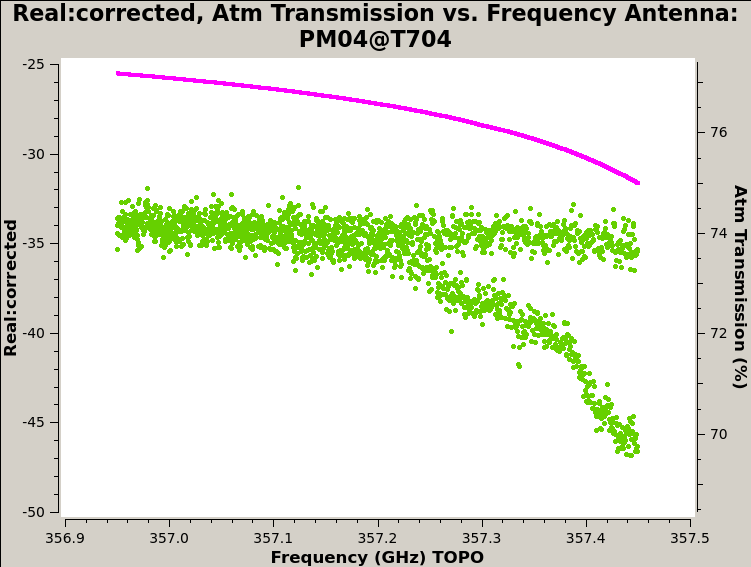 Real:corrected, Atm Transmission vs. Frequency Antenna:
PM04@T704
-25
-30
-35
-40
-45
-50
Real:corrected
76
74
72
70
Atm Transmission (%)
356.9 357.0 357.1 357.2 357.3 357.4 357.5
Frequency (GHz) TOPO